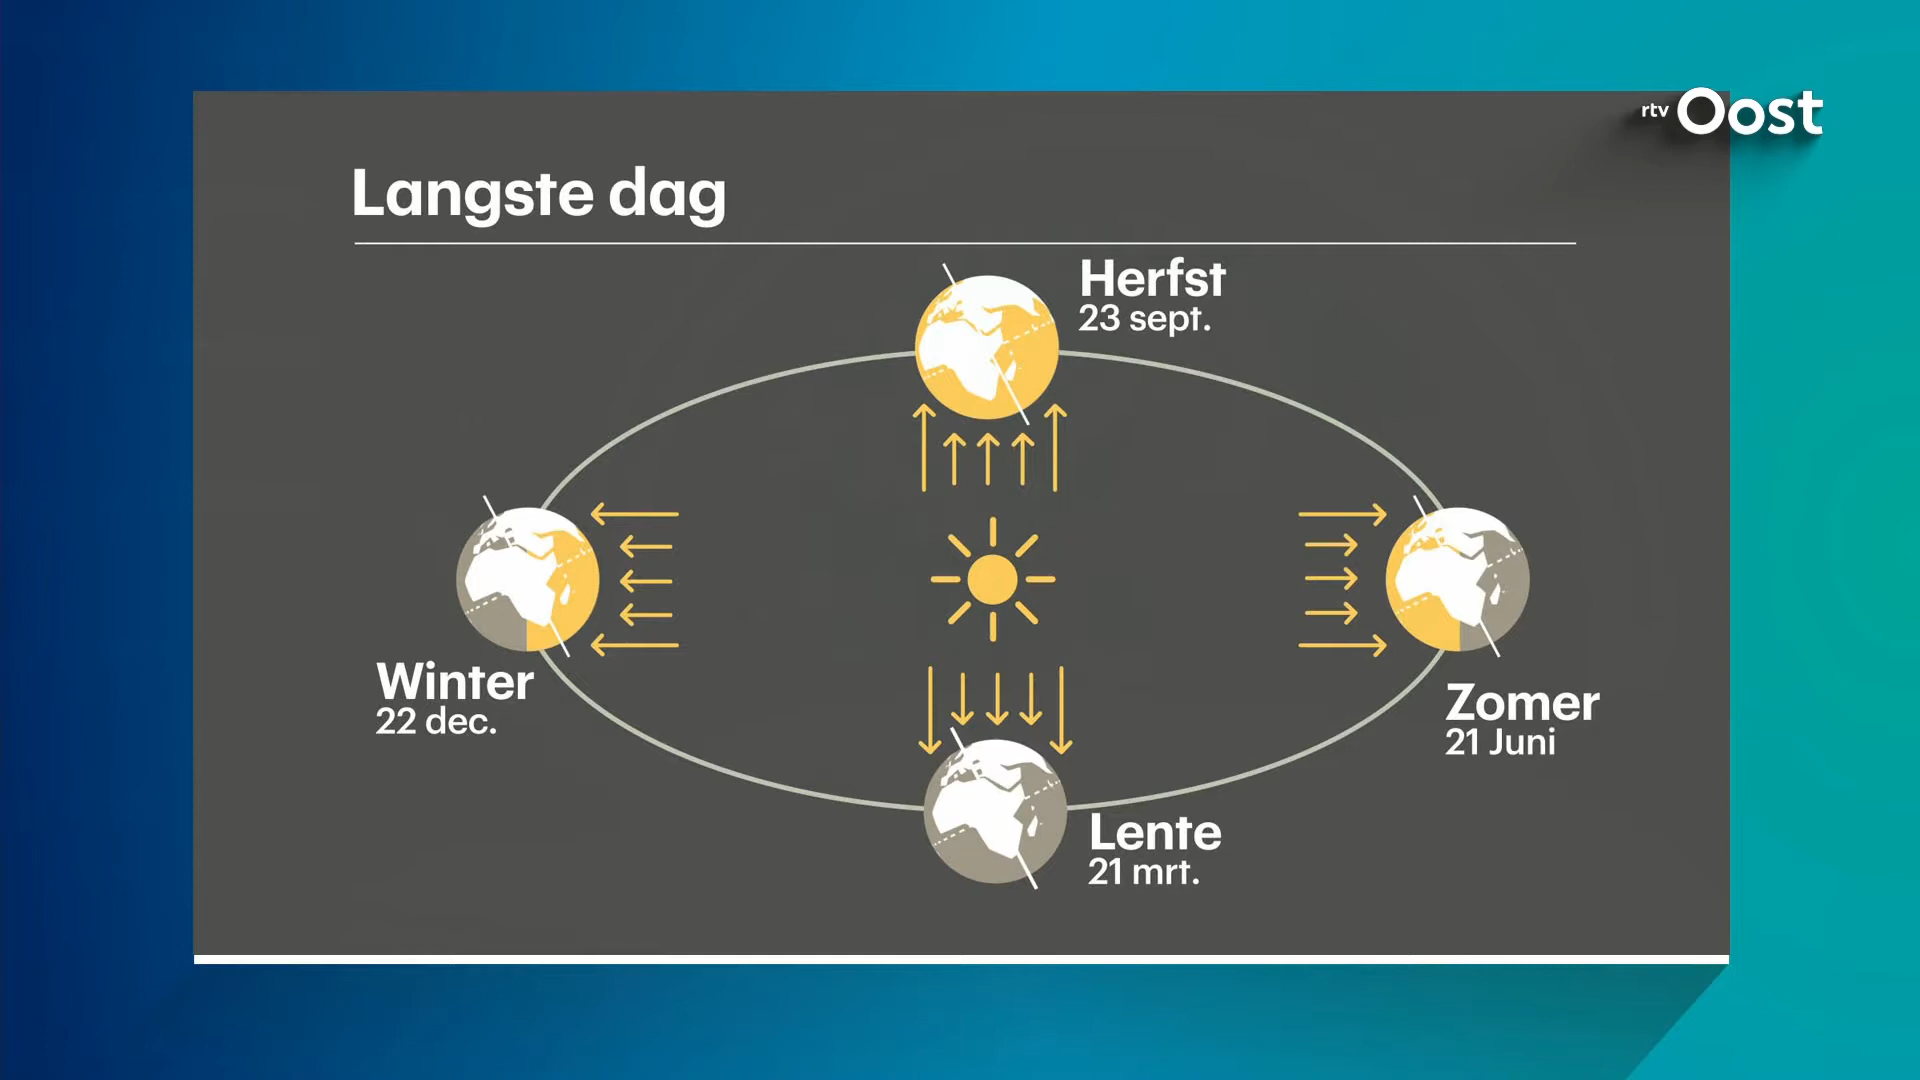 rtv Oost
Langste dag
Herfst
23 sept.
Winter
22 dec.
Zomer
21 Juni
Lente
21 mrt.